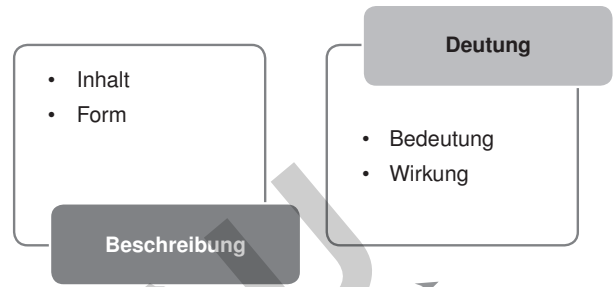 Inhalt
Form
Beschreibung
Deutung
Bedeutung
Wirkung